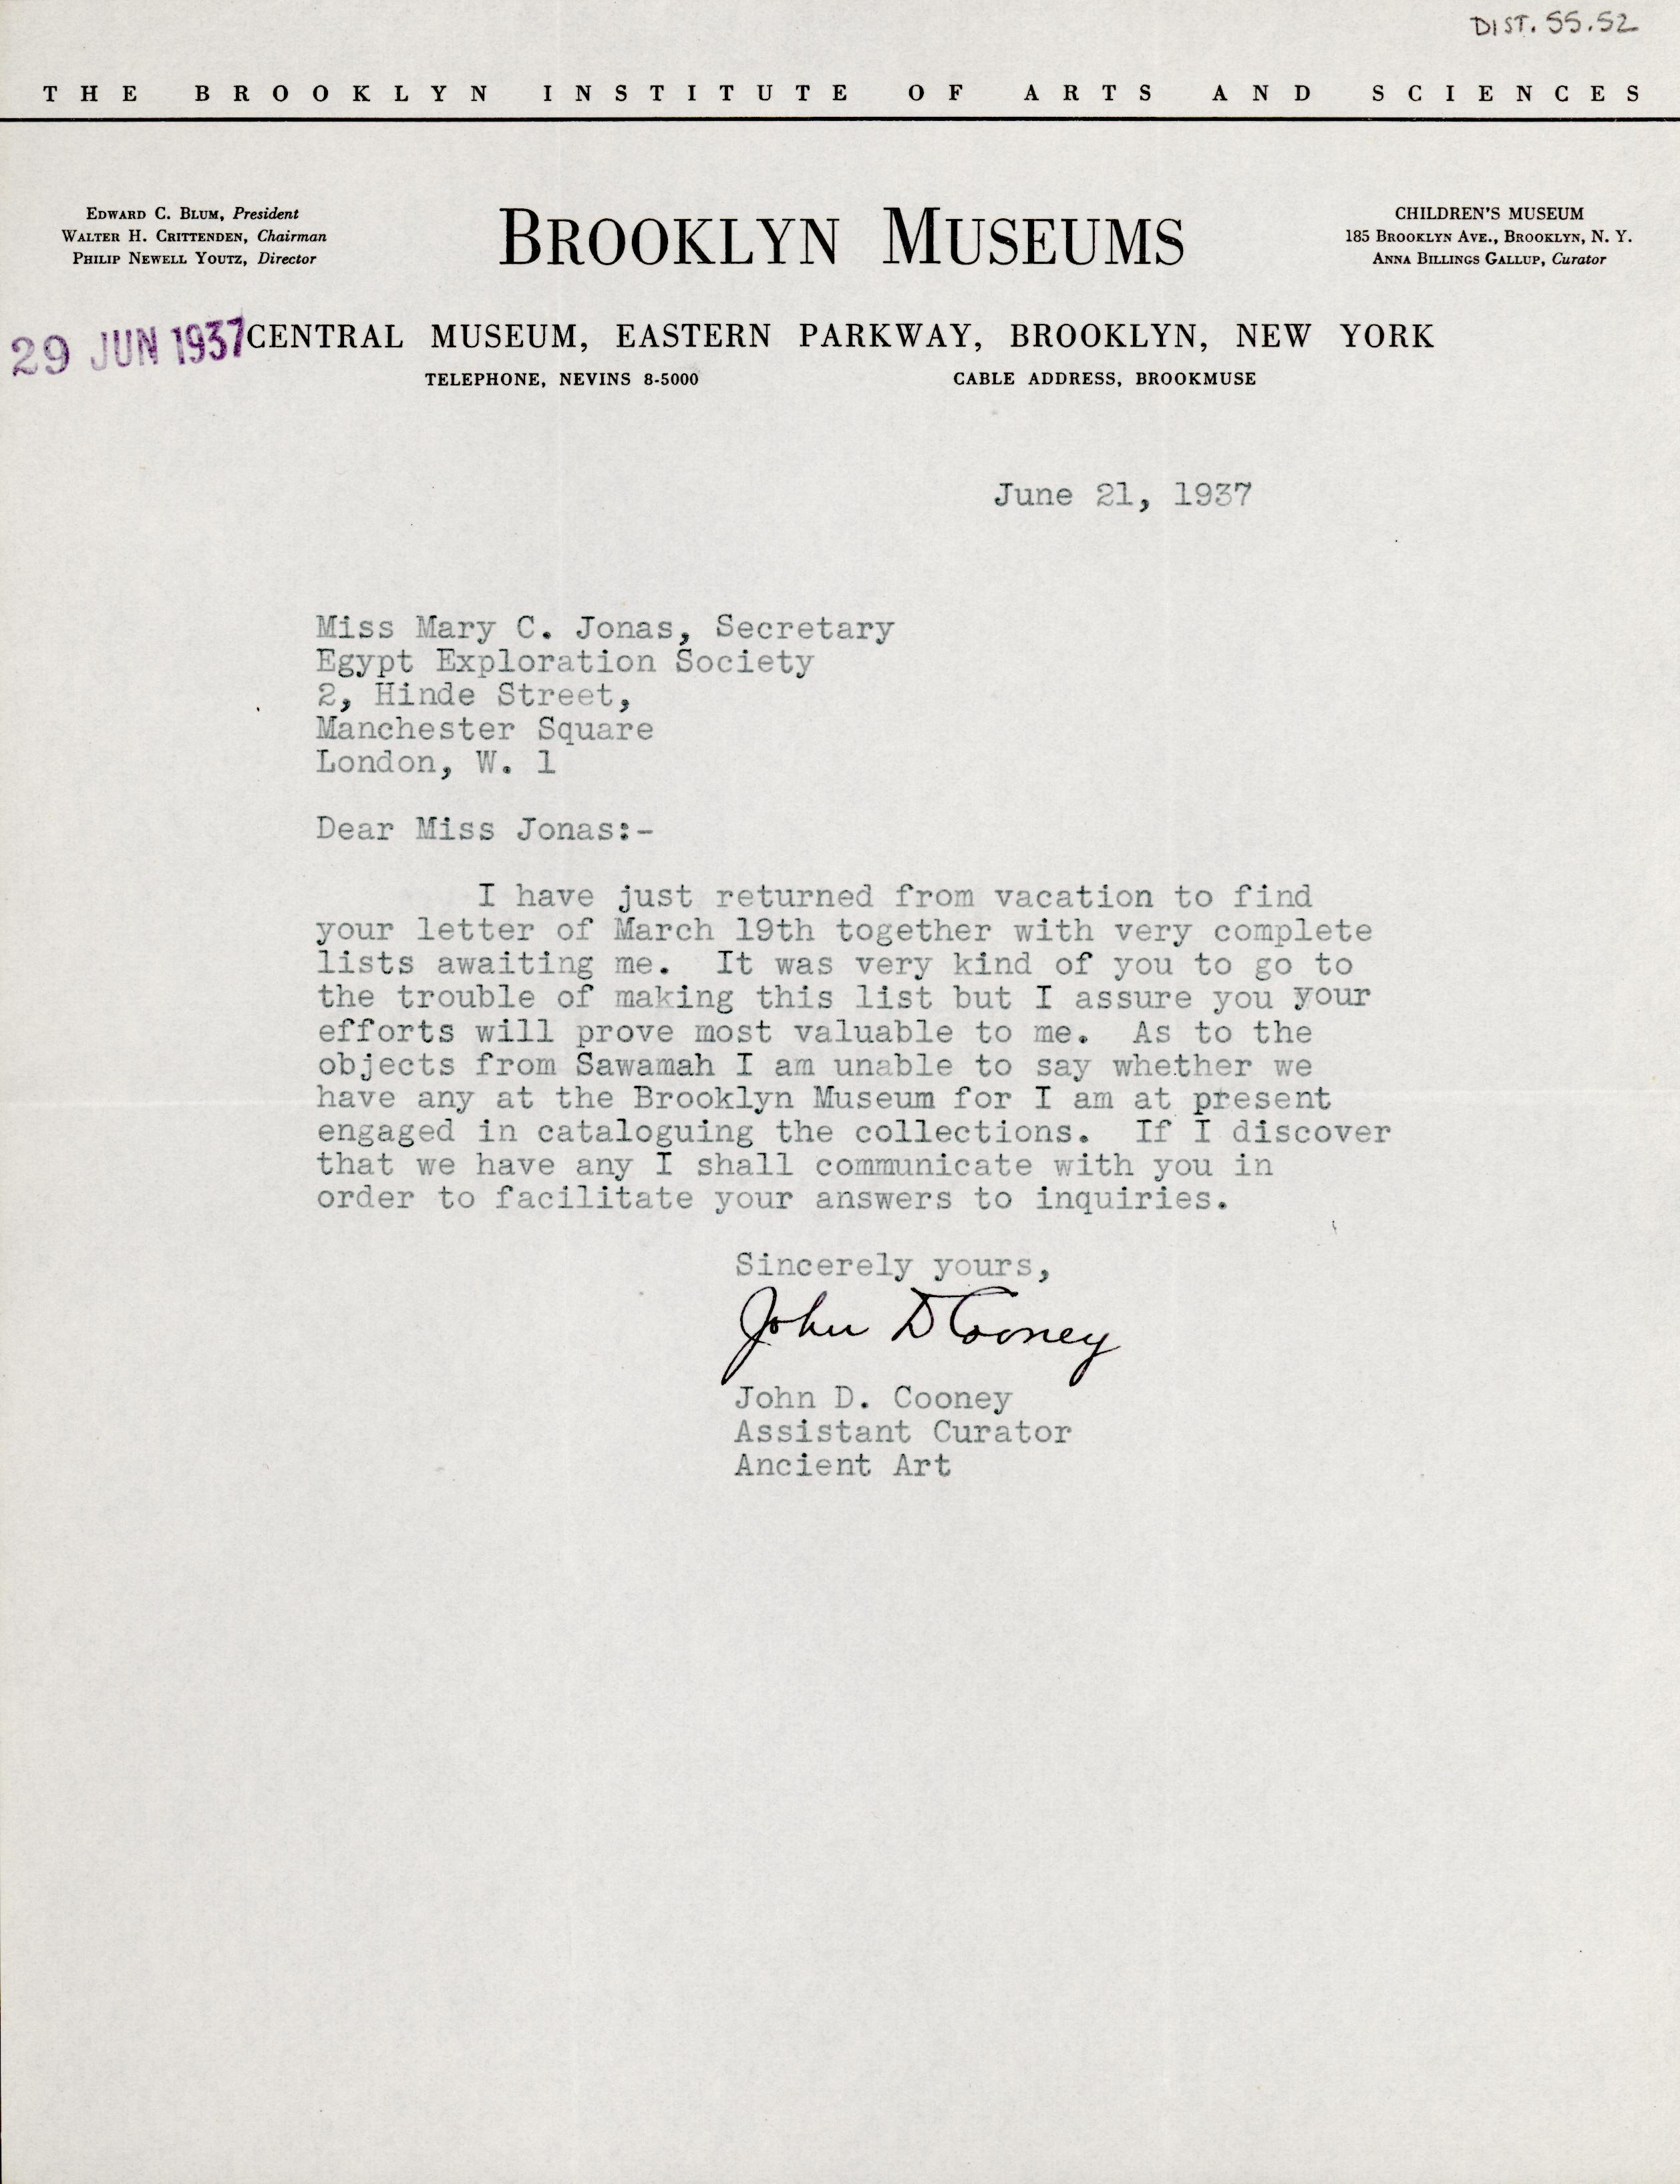 DIST. 55.52
THE BROOKLYN INSTITUTE OF ARTS AND SCIENCES
EDWARD C. BLUM, President
WALTER H. CRITTENDEN, Chairman
PHILIP NEWELL YOUTZ, Director
BROOKLYN MUSEUMS
CHILDREN'S MUSEUM
185 BROOKLYN AVE., BROOKLYN, N. Y.
ANNA BILLINGS GALLUP, Curator
29 JUN 1937
CENTRAL MUSEUM, EASTERN PARKWAY, BROOKLYN, NEW YORK
TELEPHONE, NEVINS 8-5000 CABLE ADDRESS, BROOKMUSE
June 21, 1937
Miss Mary C. Jonas, Secretary
Egypt Exploration Society
2, Hinde Street,
Manchester Square
London, W. 1
Dear Miss Jonas:-
I have just returned from vacation to find
your letter of March 19th together with very complete
lists awaiting me. It was very kind of you to go to
the trouble of making this list but I assure you your
efforts will prove most valuable to me. As to the
objects from Sawamah I am unable to say whether we
have any at the Brooklyn Museum for I am at present
engaged in cataloguing the collections. If I discover
that we have any I shall communicate with you in
order to facilitate your answers to inquiries.
Sincerely yours,
John D Cooney
John D. Cooney
Assistant Curator
Ancient Art